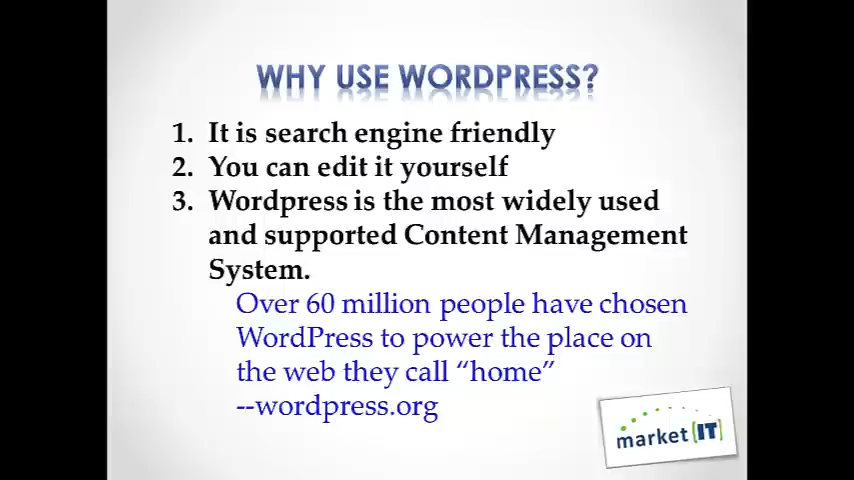 WHY USE WORDPRESS?
1. It is search engine friendly
2. You can edit it yourself
3. Wordpress is the most widely used
and supported Content Management
System.
Over 60 million people have chosen
WordPress to power the place on
the web they call “home”
--wordpress.org
market [IT]